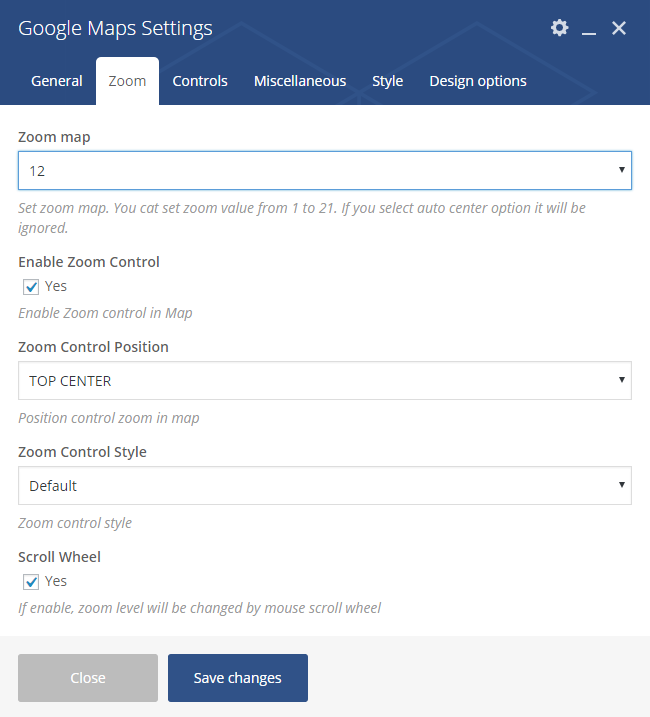 Google Maps Settings
General Zoom Controls Miscellaneous Style Design options
Zoom map
12
Set zoom map. You cat set zoom value from 1 to 21. If you select auto center option it will be
ignored.
Enable Zoom Control
Yes
Enable Zoom control in Map
Zoom Control Position
TOP CENTER
Position control zoom in map
Zoom Control Style
Default
Zoom control style
Scroll Wheel
Yes
If enable, zoom level will be changed by mouse scroll wheel
Close Save changes